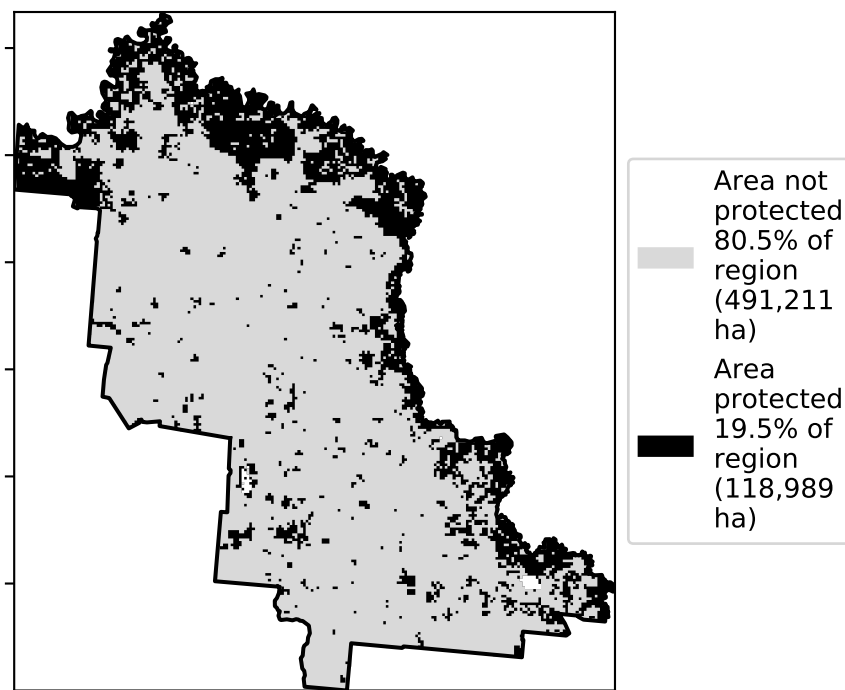 Area not
protected
80.5% of
region
(491,211
ha)
Area
protected
19.5% of
region
(118,989
ha)